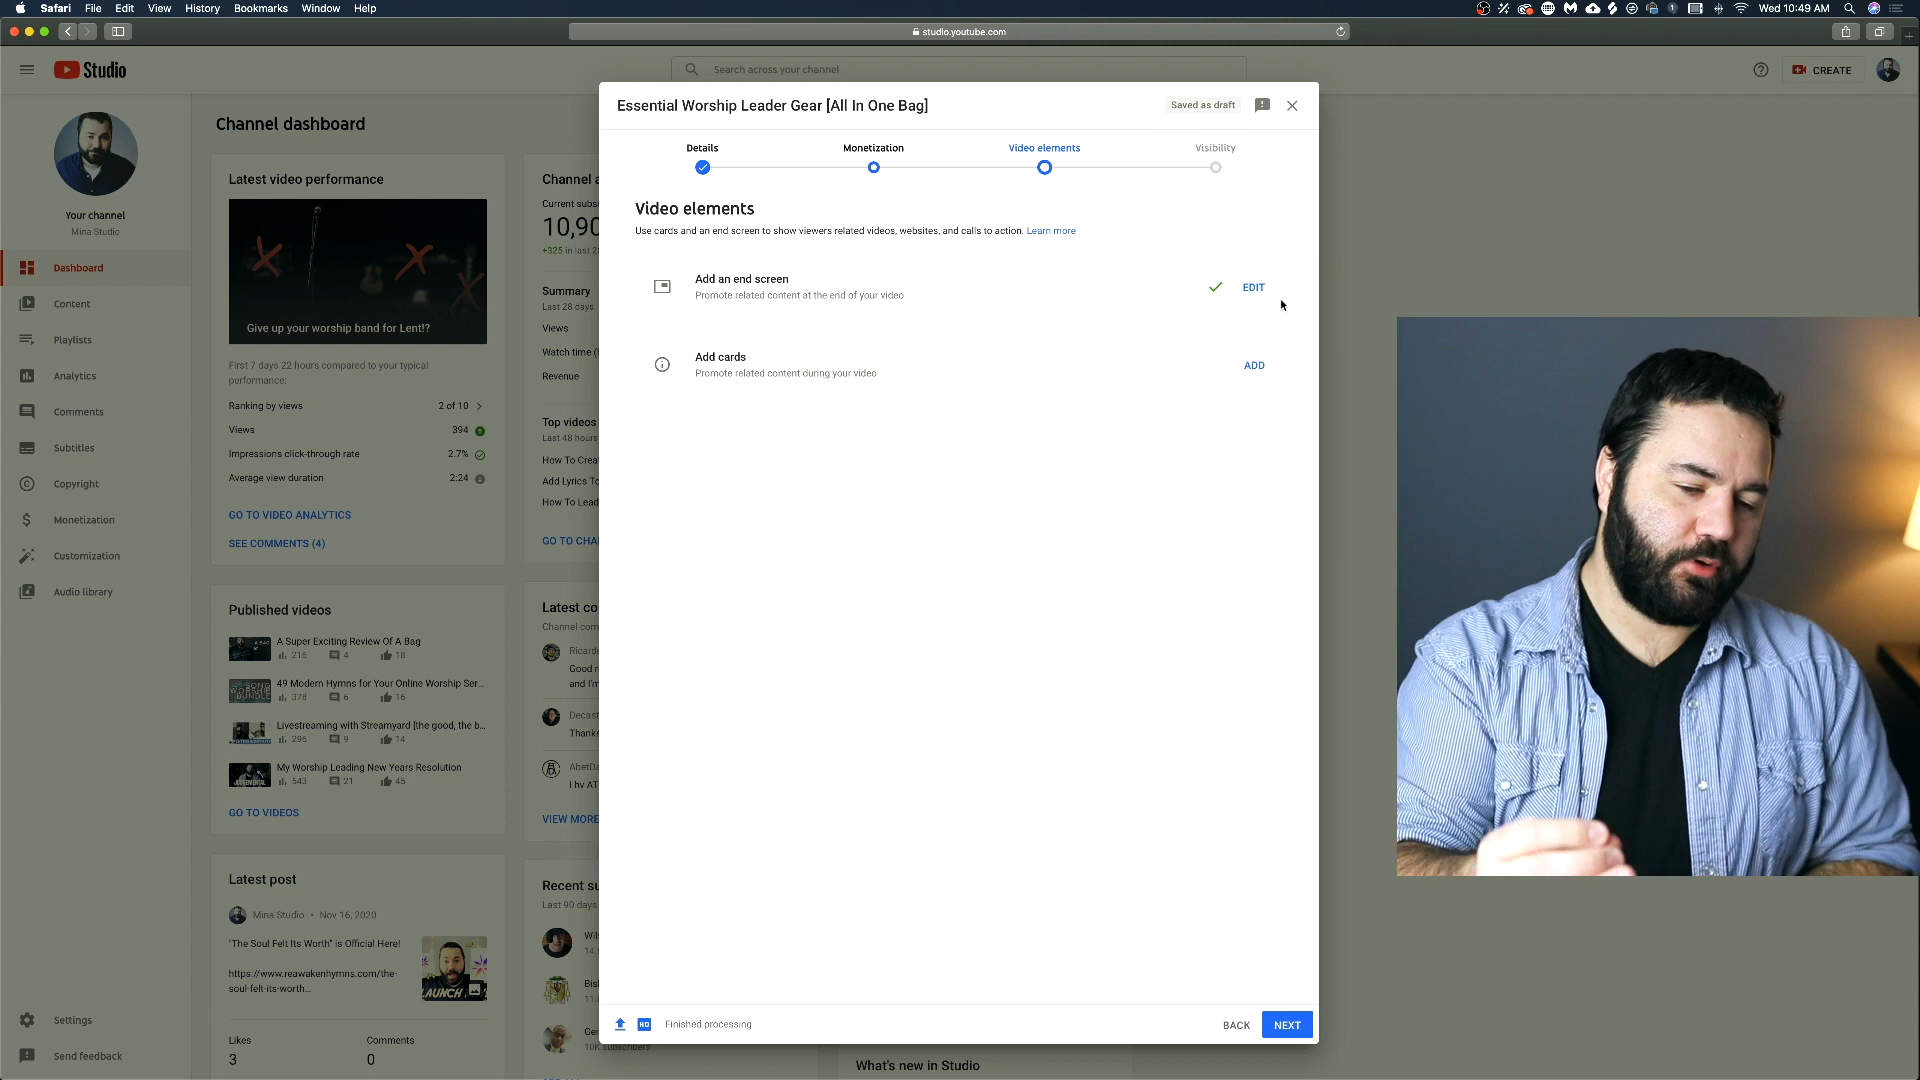 Safari File Edit View History Bookmarks Window Help
Wed 10:49 AM
studio.youtube.com
Studio
Search across your channel
CREATE
Your channel
Mina Studio
Dashboard
Content
Playlists
Analytics
Comments
Subtitles
Copyright
Monetization
Customization
Audio library
Settings
Send feedback
Channel dashboard
Latest video performance
Give up your worship band for Lent!?
First 7 days 22 hours compared to your typical
performance:
Ranking by views 2 of 10
Views 394
Impressions click-through rate 2.7%
Average view duration 2:24
GO TO VIDEO ANALYTICS
SEE COMMENTS (4)
Published videos
A Super Exciting Review Of A Bag
216 4 18
49 Modern Hymns for Your Online Worship Ser...
378 6 16
Livestreaming with Streamyard [the good, the b...
296 9 14
My Worship Leading New Years Resolution
543 21 45
GO TO VIDEOS
Latest post
Mina Studio • Nov 16, 2020
"The Soul Felt Its Worth" is Official Here!
https://www.reawakenhymns.com/the-
soul-felt-its-worth...
LAUNCH
Likes Comments
3 0
Channel a
Current subs
10,90
+325 in last 2
Summary
Last 28 days
Views
Watch time (
Revenue
Top videos
Last 48 hours
How To Crea
Add Lyrics To
How To Lead
GO TO CHA
Latest co
Channel com
Ricardo
Good r
and I'm
Decast
Thanks
AbetDa
VIEW MORE
Recent su
Last 90 days
Wil
Bis
Ger
10K subscribers
What's new in Studio
Essential Worship Leader Gear [All In One Bag]
Saved as draft
Details Monetization Video elements Visibility
Video elements
Use cards and an end screen to show viewers related videos, websites, and calls to action. Learn more
Add an end screen
Promote related content at the end of your video
EDIT
Add cards
Promote related content during your video
ADD
HD Finished processing
BACK NEXT